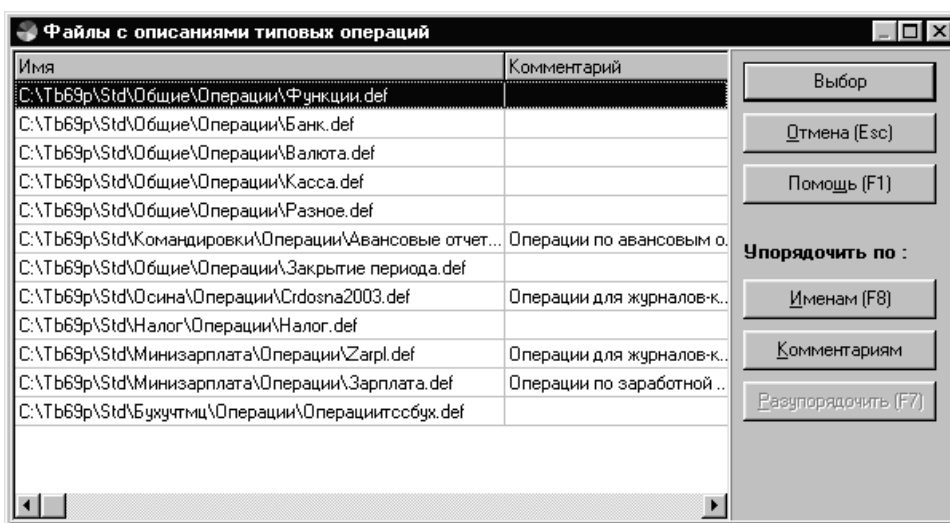 Файлы с описаниями типовых операций
Имя Комментарий
C:\Tb69p\Std\Общие\Операции\Функции.def
C:\Tb69p\Std\Общие\Операции\Банк.def
C:\Tb69p\Std\Общие\Операции\Валюта.def
C:\Tb69p\Std\Общие\Операции\Касса.def
C:\Tb69p\Std\Общие\Операции\Разное.def
C:\Tb69p\Std\Командировки\Операции\Авансовые отчет... Операции по авансовым о.
C:\Tb69p\Std\Общие\Операции\Закрытие периода.def
C:\Tb69p\Std\Осина\Операции\Crdosna2003.def Операции для журналов-к..
C:\Tb69p\Std\Налог\Операции\Налог.def
C:\Tb69p\Std\Минизарплата\Операции\Zarpl.def Операции для журналов-к..
C:\Tb69p\Std\Минизарплата\Операции\Зарплата.def Операции по заработной ..
C:\Tb69p\Std\Бухучтмц\Операции\Операциитссбух.def
Выбор
Отмена (Esc)
Помощь (F1)
Упорядочить по :
Именам (F8)
Комментариям
Разупорядочить (F7)